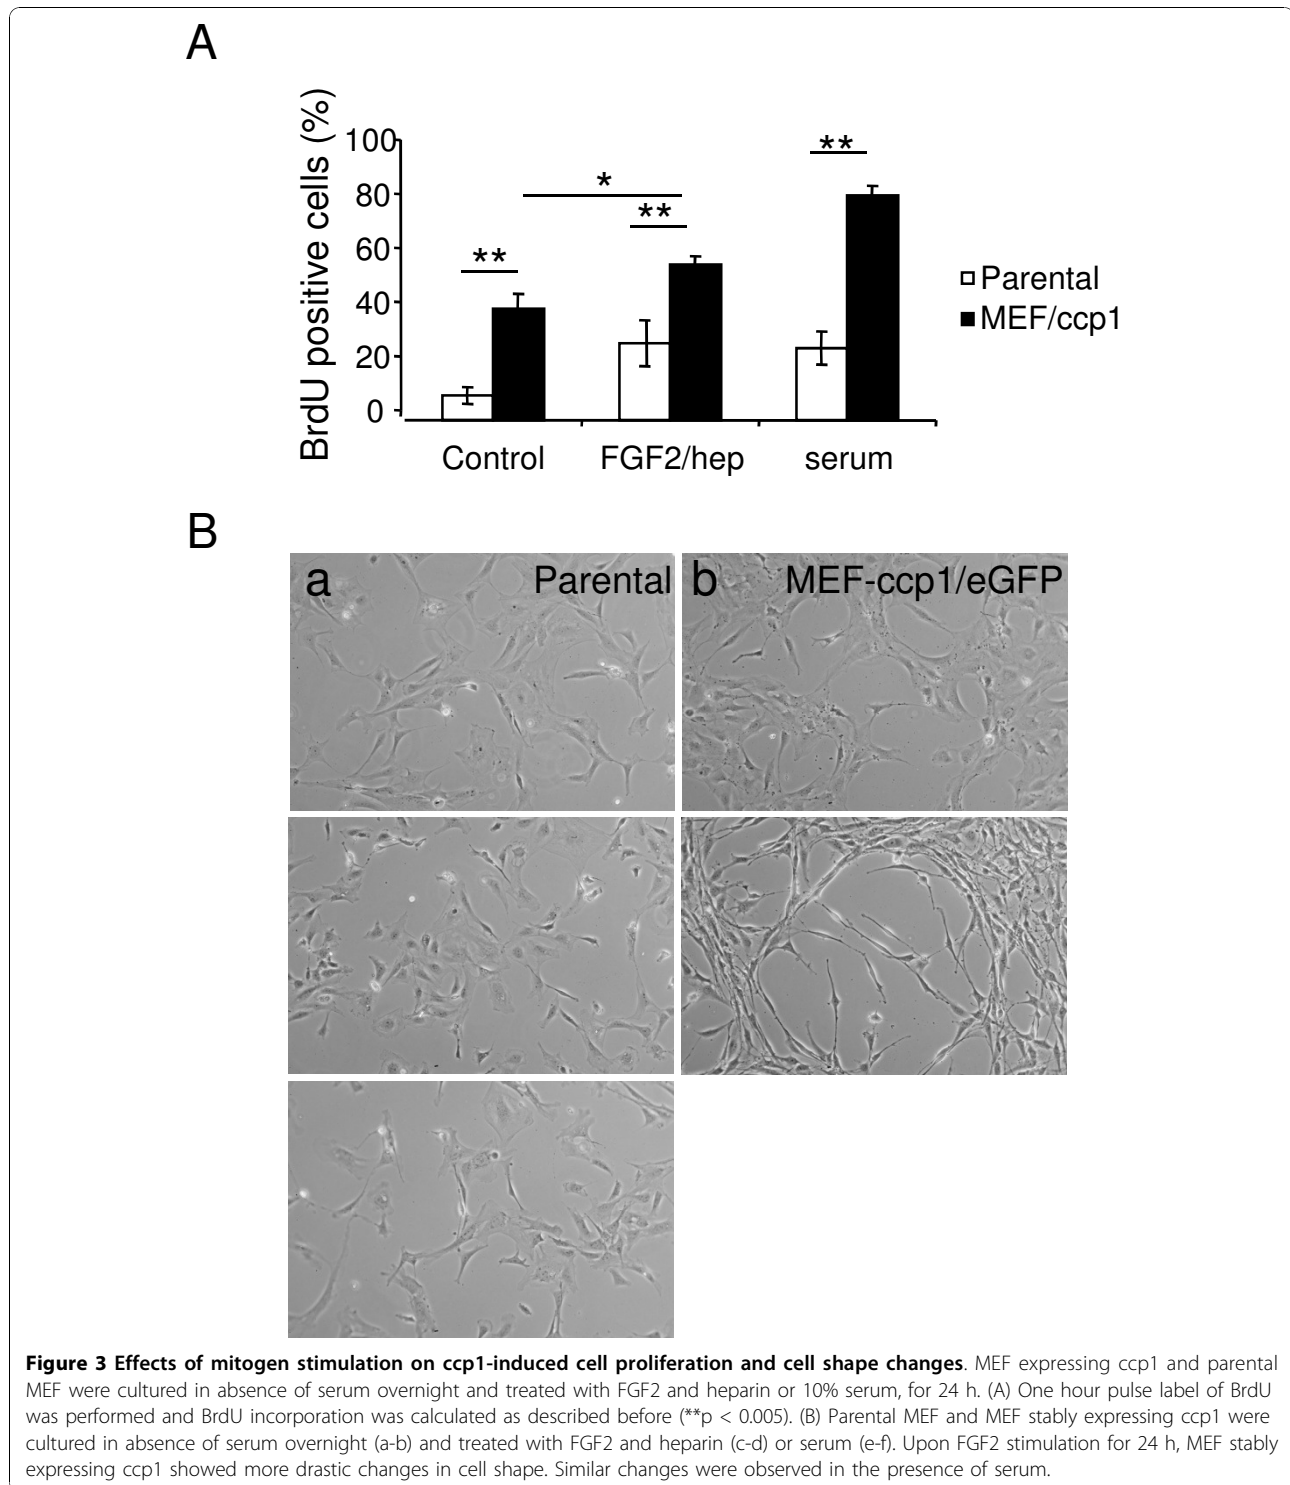 A
BrdU positive cells (%)
100
80
60
40
20
0
**
*
**
**
Control
FGF2/hep
serum
Parental
MEF/ccp1
B
a Parental
b MEF-ccp1/eGFP
Figure 3 Effects of mitogen stimulation on ccp1-induced cell proliferation and cell shape changes. MEF expressing ccp1 and parental
MEF were cultured in absence of serum overnight and treated with FGF2 and heparin or 10% serum, for 24 h. (A) One hour pulse label of BrdU
was performed and BrdU incorporation was calculated as described before (**p < 0.005). (B) Parental MEF and MEF stably expressing ccp1 were
cultured in absence of serum overnight (a-b) and treated with FGF2 and heparin (c-d) or serum (e-f). Upon FGF2 stimulation for 24 h, MEF stably
expressing ccp1 showed more drastic changes in cell shape. Similar changes were observed in the presence of serum.